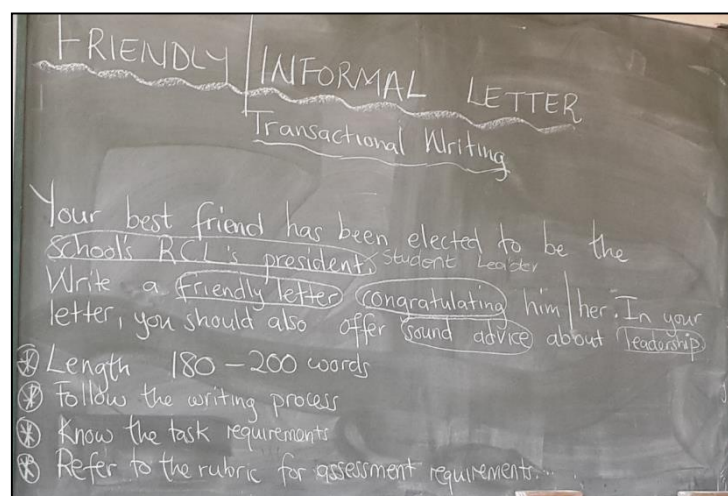 FRIENDLY | INFORMAL LETTER
Transactional Writing
Your best friend has been elected to be the
school's RCL's president. / Student Leader
Write a friendly letter congratulating him / her. In your
letter, you should also offer sound advice about leadership
* Length 180 – 200 words
* Follow the writing process
* Know the task requirements
* Refer to the rubric for assessment requirements...